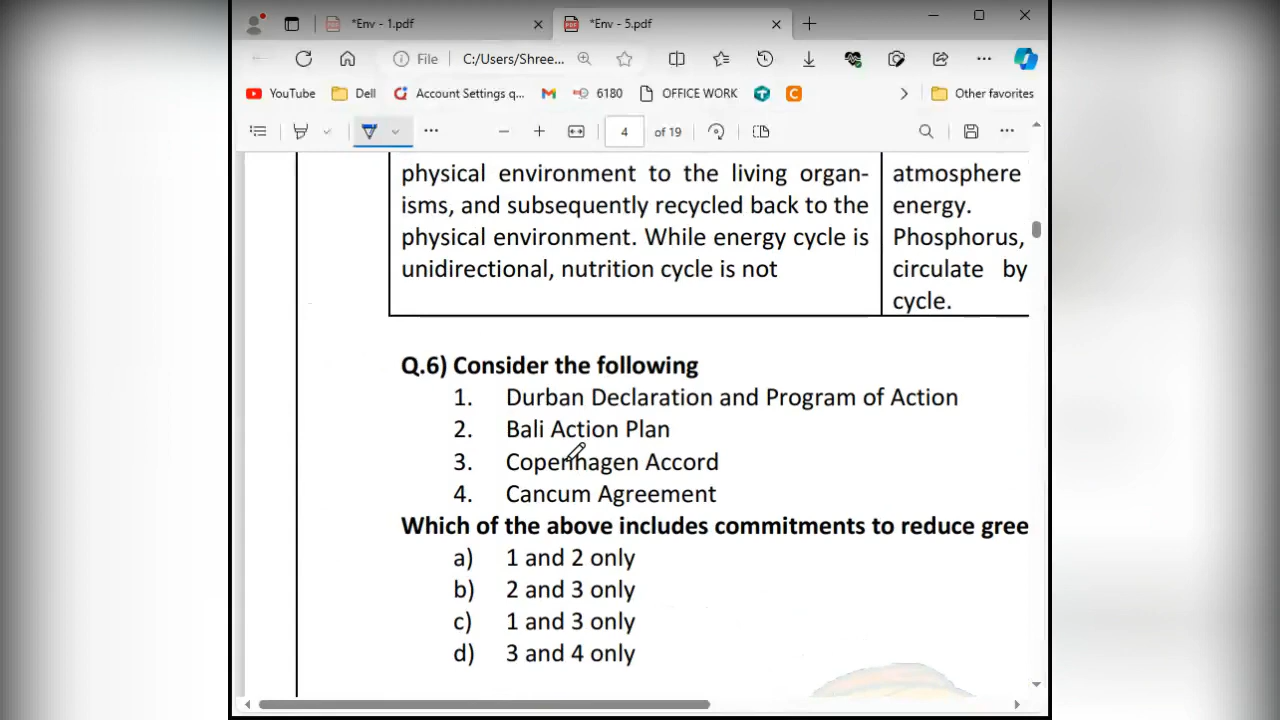 *Env - 1.pdf
*Env - 5.pdf
File
C:/Users/Shree...
YouTube
Dell
Account Settings q...
6180
OFFICE WORK
Other favorites
4 of 19
physical environment to the living organ-
isms, and subsequently recycled back to the
physical environment. While energy cycle is
unidirectional, nutrition cycle is not
atmosphere
energy.
Phosphorus,
circulate by
cycle.
Q.6) Consider the following
1. Durban Declaration and Program of Action
2. Bali Action Plan
3. Copenhagen Accord
4. Cancum Agreement
Which of the above includes commitments to reduce gree
a) 1 and 2 only
b) 2 and 3 only
c) 1 and 3 only
d) 3 and 4 only